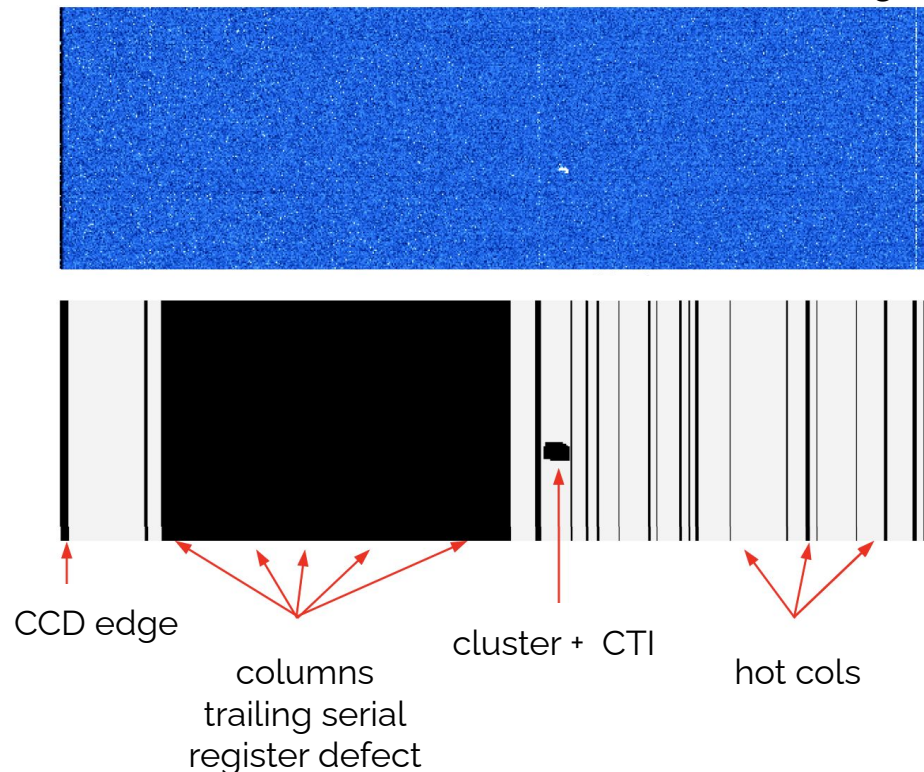 CCD edge
cluster + CTI
columns
trailing serial
register defect
hot cols